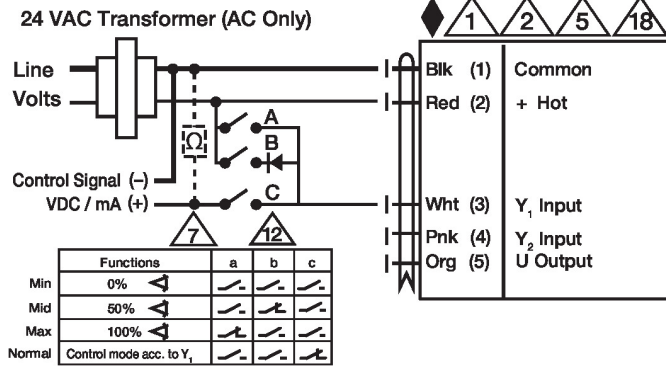 24 VAC Transformer (AC Only)
1 2 5 18
Line
Volts
Blk (1) Common
Red (2) + Hot
A
B
Ω
Control Signal (−)
VDC / mA (+)
C
Wht (3) Y1 Input
Pnk (4) Y2 Input
Org (5) U Output
7 12
Functions a b c
Min 0%
Mid 50%
Max 100%
Normal Control mode acc. to Y1